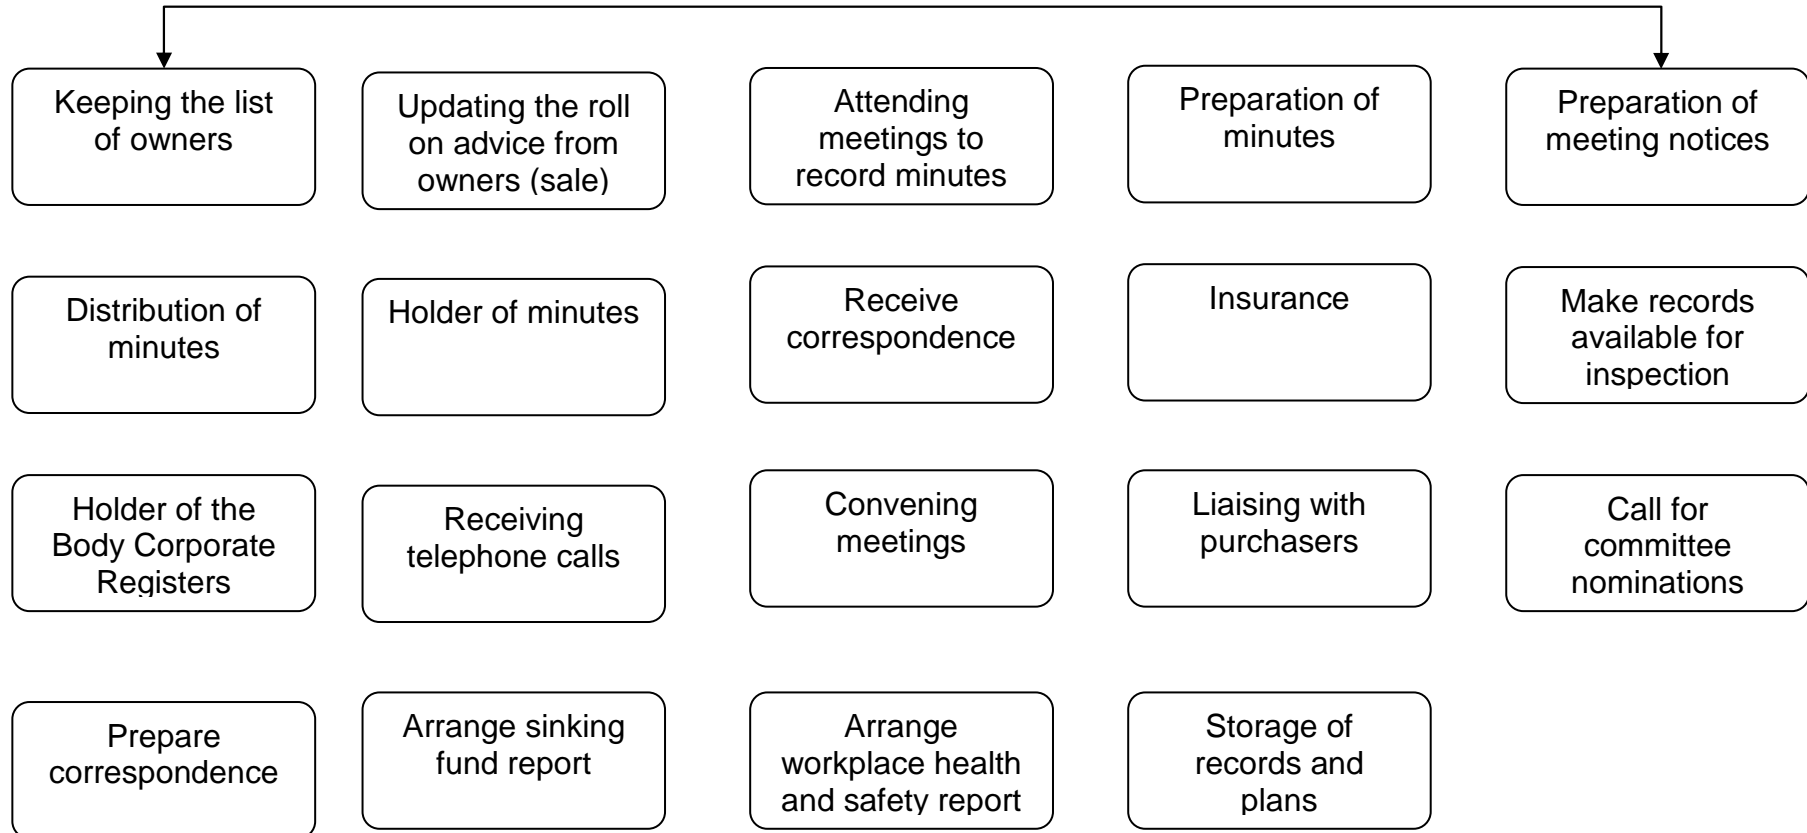 Keeping the list
of owners
Updating the roll
on advice from
owners (sale)
Attending
meetings to
record minutes
Preparation of
minutes
Preparation of
meeting notices
Distribution of
minutes
Holder of minutes
Receive
correspondence
Insurance
Make records
available for
inspection
Holder of the
Body Corporate
Registers
Receiving
telephone calls
Convening
meetings
Liaising with
purchasers
Call for
committee
nominations
Prepare
correspondence
Arrange sinking
fund report
Arrange
workplace health
and safety report
Storage of
records and
plans